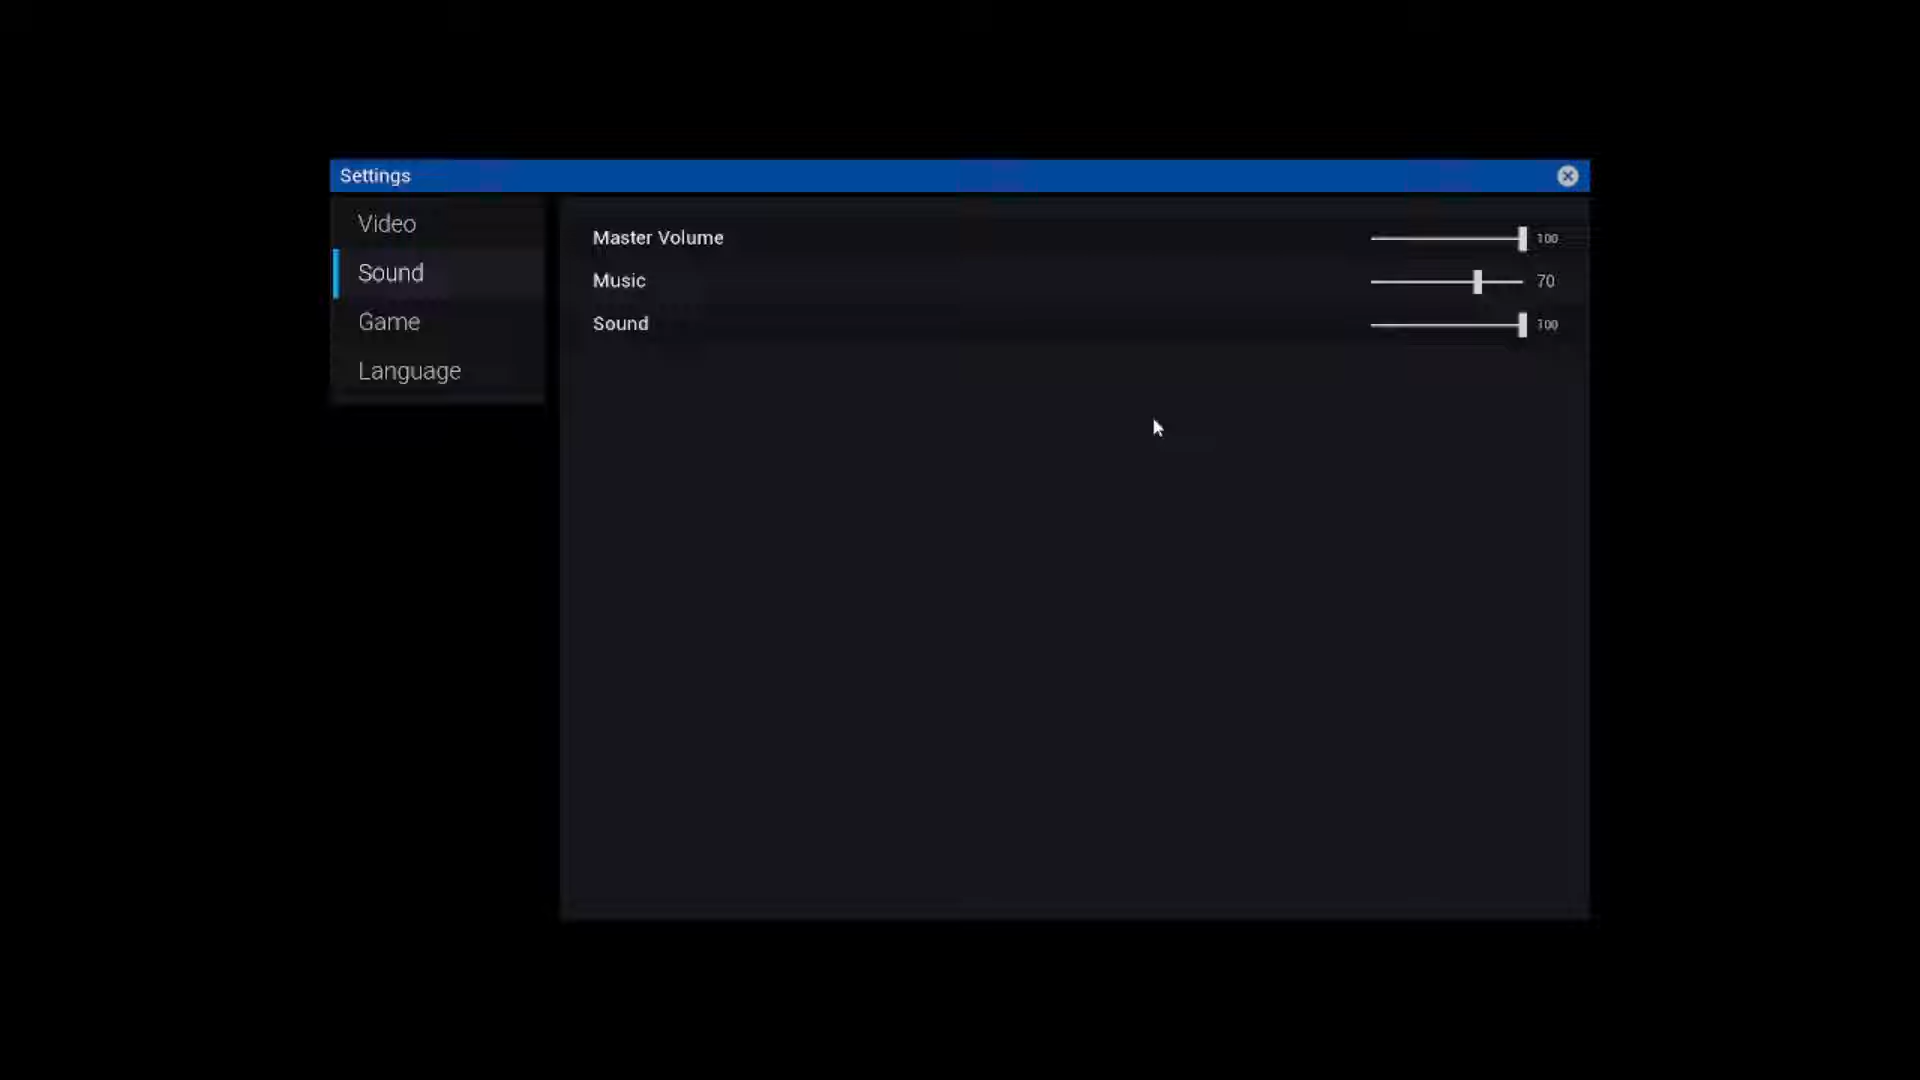 Settings
Video
Sound
Game
Language
Master Volume 100
Music 70
Sound 100